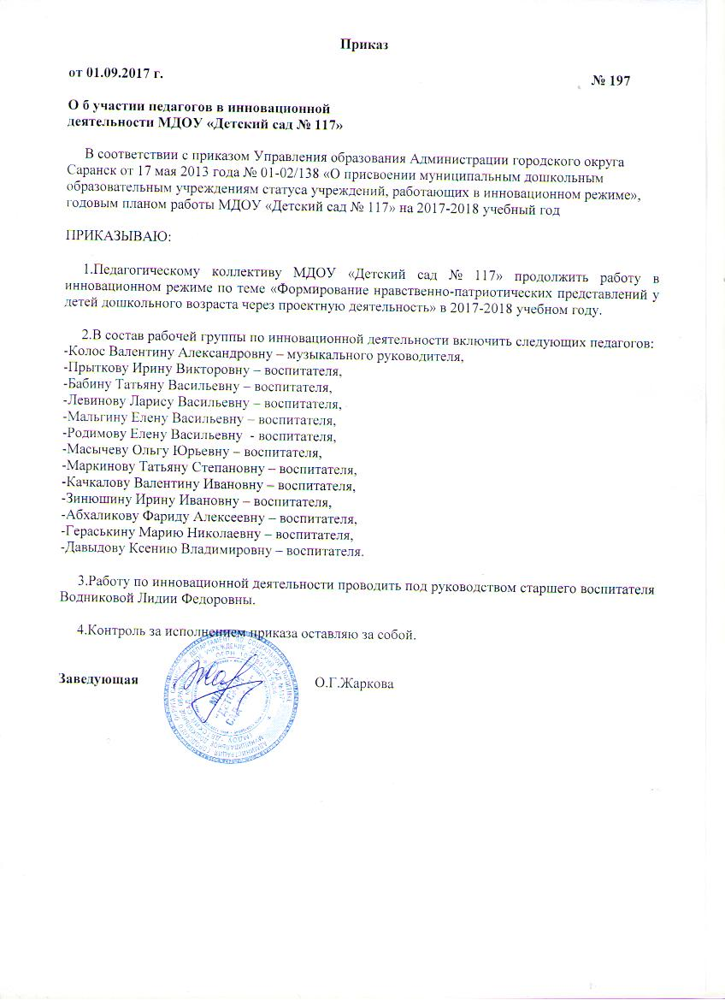 Приказ
от 01.09.2017 г.
№ 197
О б участии педагогов в инновационной
деятельности МДОУ «Детский сад № 117»
В соответствии с приказом Управления образования Администрации городского округа
Саранск от 17 мая 2013 года № 01-02/138 «О присвоении муниципальным дошкольным
образовательным учреждениям статуса учреждений, работающих в инновационном режиме»,
годовым планом работы МДОУ «Детский сад № 117» на 2017-2018 учебный год
ПРИКАЗЫВАЮ:
1.Педагогическому коллективу МДОУ «Детский сад № 117» продолжить работу в
инновационном режиме по теме «Формирование нравственно-патриотических представлений у
детей дошкольного возраста через проектную деятельность» в 2017-2018 учебном году.
2.В состав рабочей группы по инновационной деятельности включить следующих педагогов:
-Колос Валентину Александровну – музыкального руководителя,
-Прыткову Ирину Викторовну – воспитателя,
-Бабину Татьяну Васильевну – воспитателя,
-Левинову Ларису Васильевну – воспитателя,
-Мальгину Елену Васильевну – воспитателя,
-Родимову Елену Васильевну - воспитателя,
-Масычеву Ольгу Юрьевну – воспитателя,
-Маркинову Татьяну Степановну – воспитателя,
-Качкалову Валентину Ивановну – воспитателя,
-Зинюшину Ирину Ивановну – воспитателя,
-Абхаликову Фариду Алексеевну – воспитателя,
-Гераськину Марию Николаевну – воспитателя,
-Давыдову Ксению Владимировну – воспитателя.
3.Работу по инновационной деятельности проводить под руководством старшего воспитателя
Водниковой Лидии Федоровны.
4.Контроль за исполнением приказа оставляю за собой.
Заведующая
О.Г.Жаркова